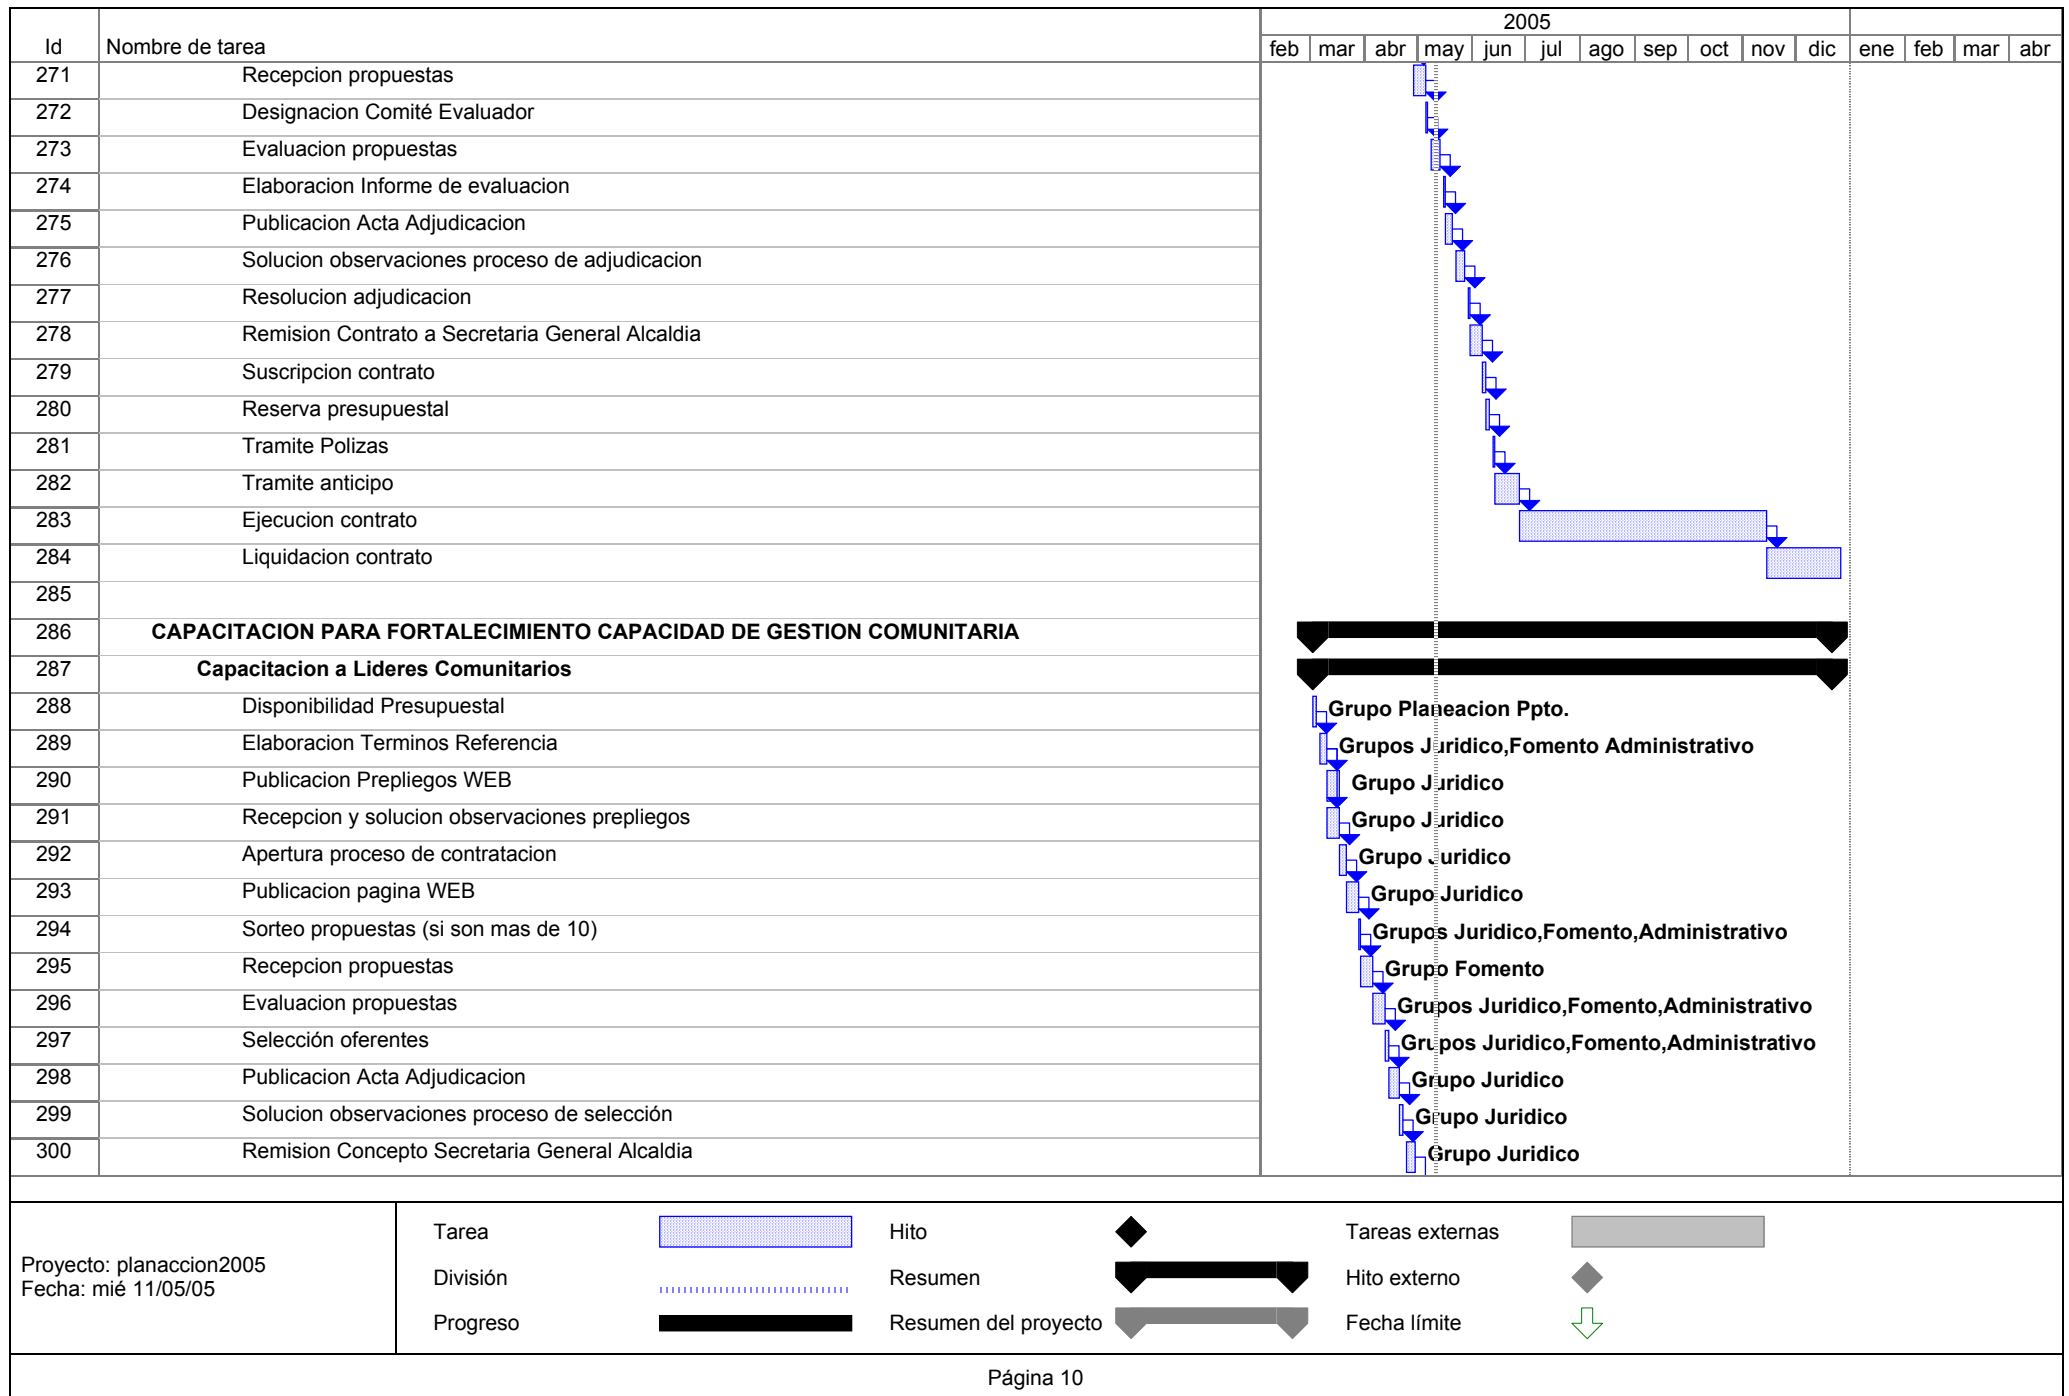 2005
Id Nombre de tarea feb mar abr may jun jul ago sep oct nov dic ene feb mar abr
271 Recepcion propuestas
272 Designacion Comité Evaluador
273 Evaluacion propuestas
274 Elaboracion Informe de evaluacion
275 Publicacion Acta Adjudicacion
276 Solucion observaciones proceso de adjudicacion
277 Resolucion adjudicacion
278 Remision Contrato a Secretaria General Alcaldia
279 Suscripcion contrato
280 Reserva presupuestal
281 Tramite Polizas
282 Tramite anticipo
283 Ejecucion contrato
284 Liquidacion contrato
285
286 CAPACITACION PARA FORTALECIMIENTO CAPACIDAD DE GESTION COMUNITARIA
287 Capacitacion a Lideres Comunitarios
288 Disponibilidad Presupuestal Grupo Planeacion Ppto.
289 Elaboracion Terminos Referencia Grupos Juridico,Fomento Administrativo
290 Publicacion Prepliegos WEB Grupo Juridico
291 Recepcion y solucion observaciones prepliegos Grupo Juridico
292 Apertura proceso de contratacion Grupo Juridico
293 Publicacion pagina WEB Grupo Juridico
294 Sorteo propuestas (si son mas de 10) Grupos Juridico,Fomento,Administrativo
295 Recepcion propuestas Grupo Fomento
296 Evaluacion propuestas Grupos Juridico,Fomento,Administrativo
297 Selección oferentes Grupos Juridico,Fomento,Administrativo
298 Publicacion Acta Adjudicacion Grupo Juridico
299 Solucion observaciones proceso de selección Grupo Juridico
300 Remision Concepto Secretaria General Alcaldia Grupo Juridico
Proyecto: planaccion2005
Fecha: mié 11/05/05
Tarea Hito Tareas externas
División Resumen Hito externo
Progreso Resumen del proyecto Fecha límite
Página 10